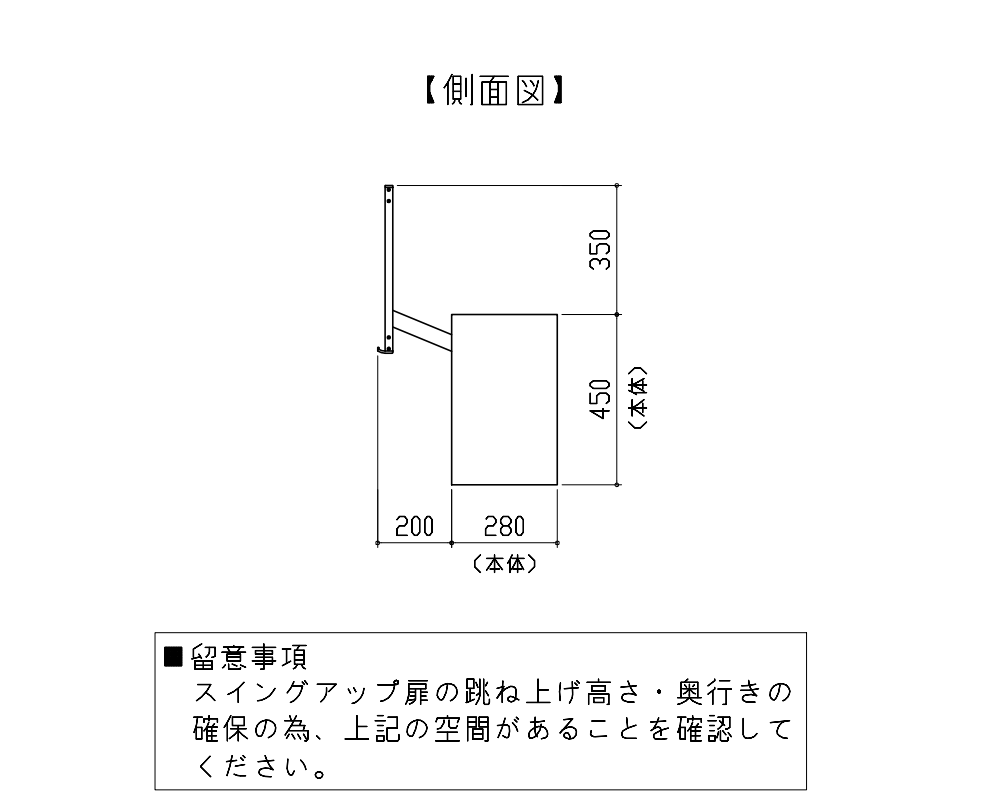 【側面図】
350
450
（本体）
200
280
（本体）
■留意事項
スイングアップ扉の跳ね上げ高さ・奥行きの
確保の為、上記の空間があることを確認して
ください。